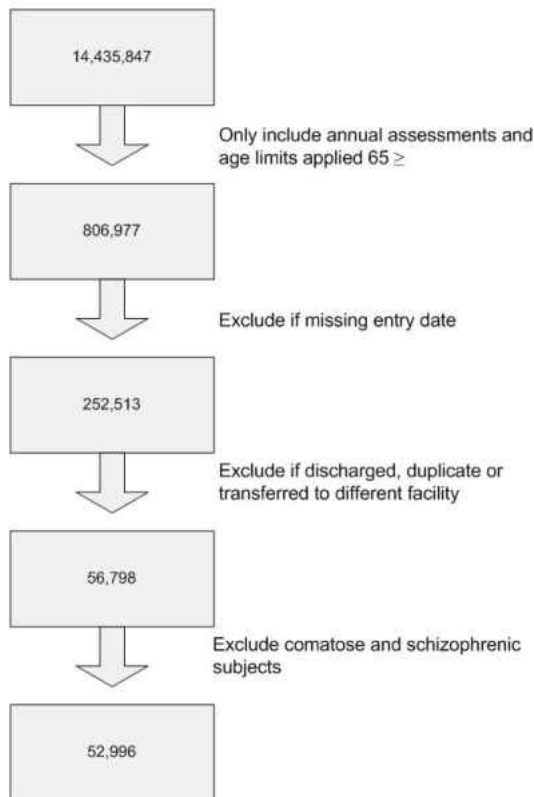 14,435,847
Only include annual assessments and
age limits applied 65 ≥
806,977
Exclude if missing entry date
252,513
Exclude if discharged, duplicate or
transferred to different facility
56,798
Exclude comatose and schizophrenic
subjects
52,996